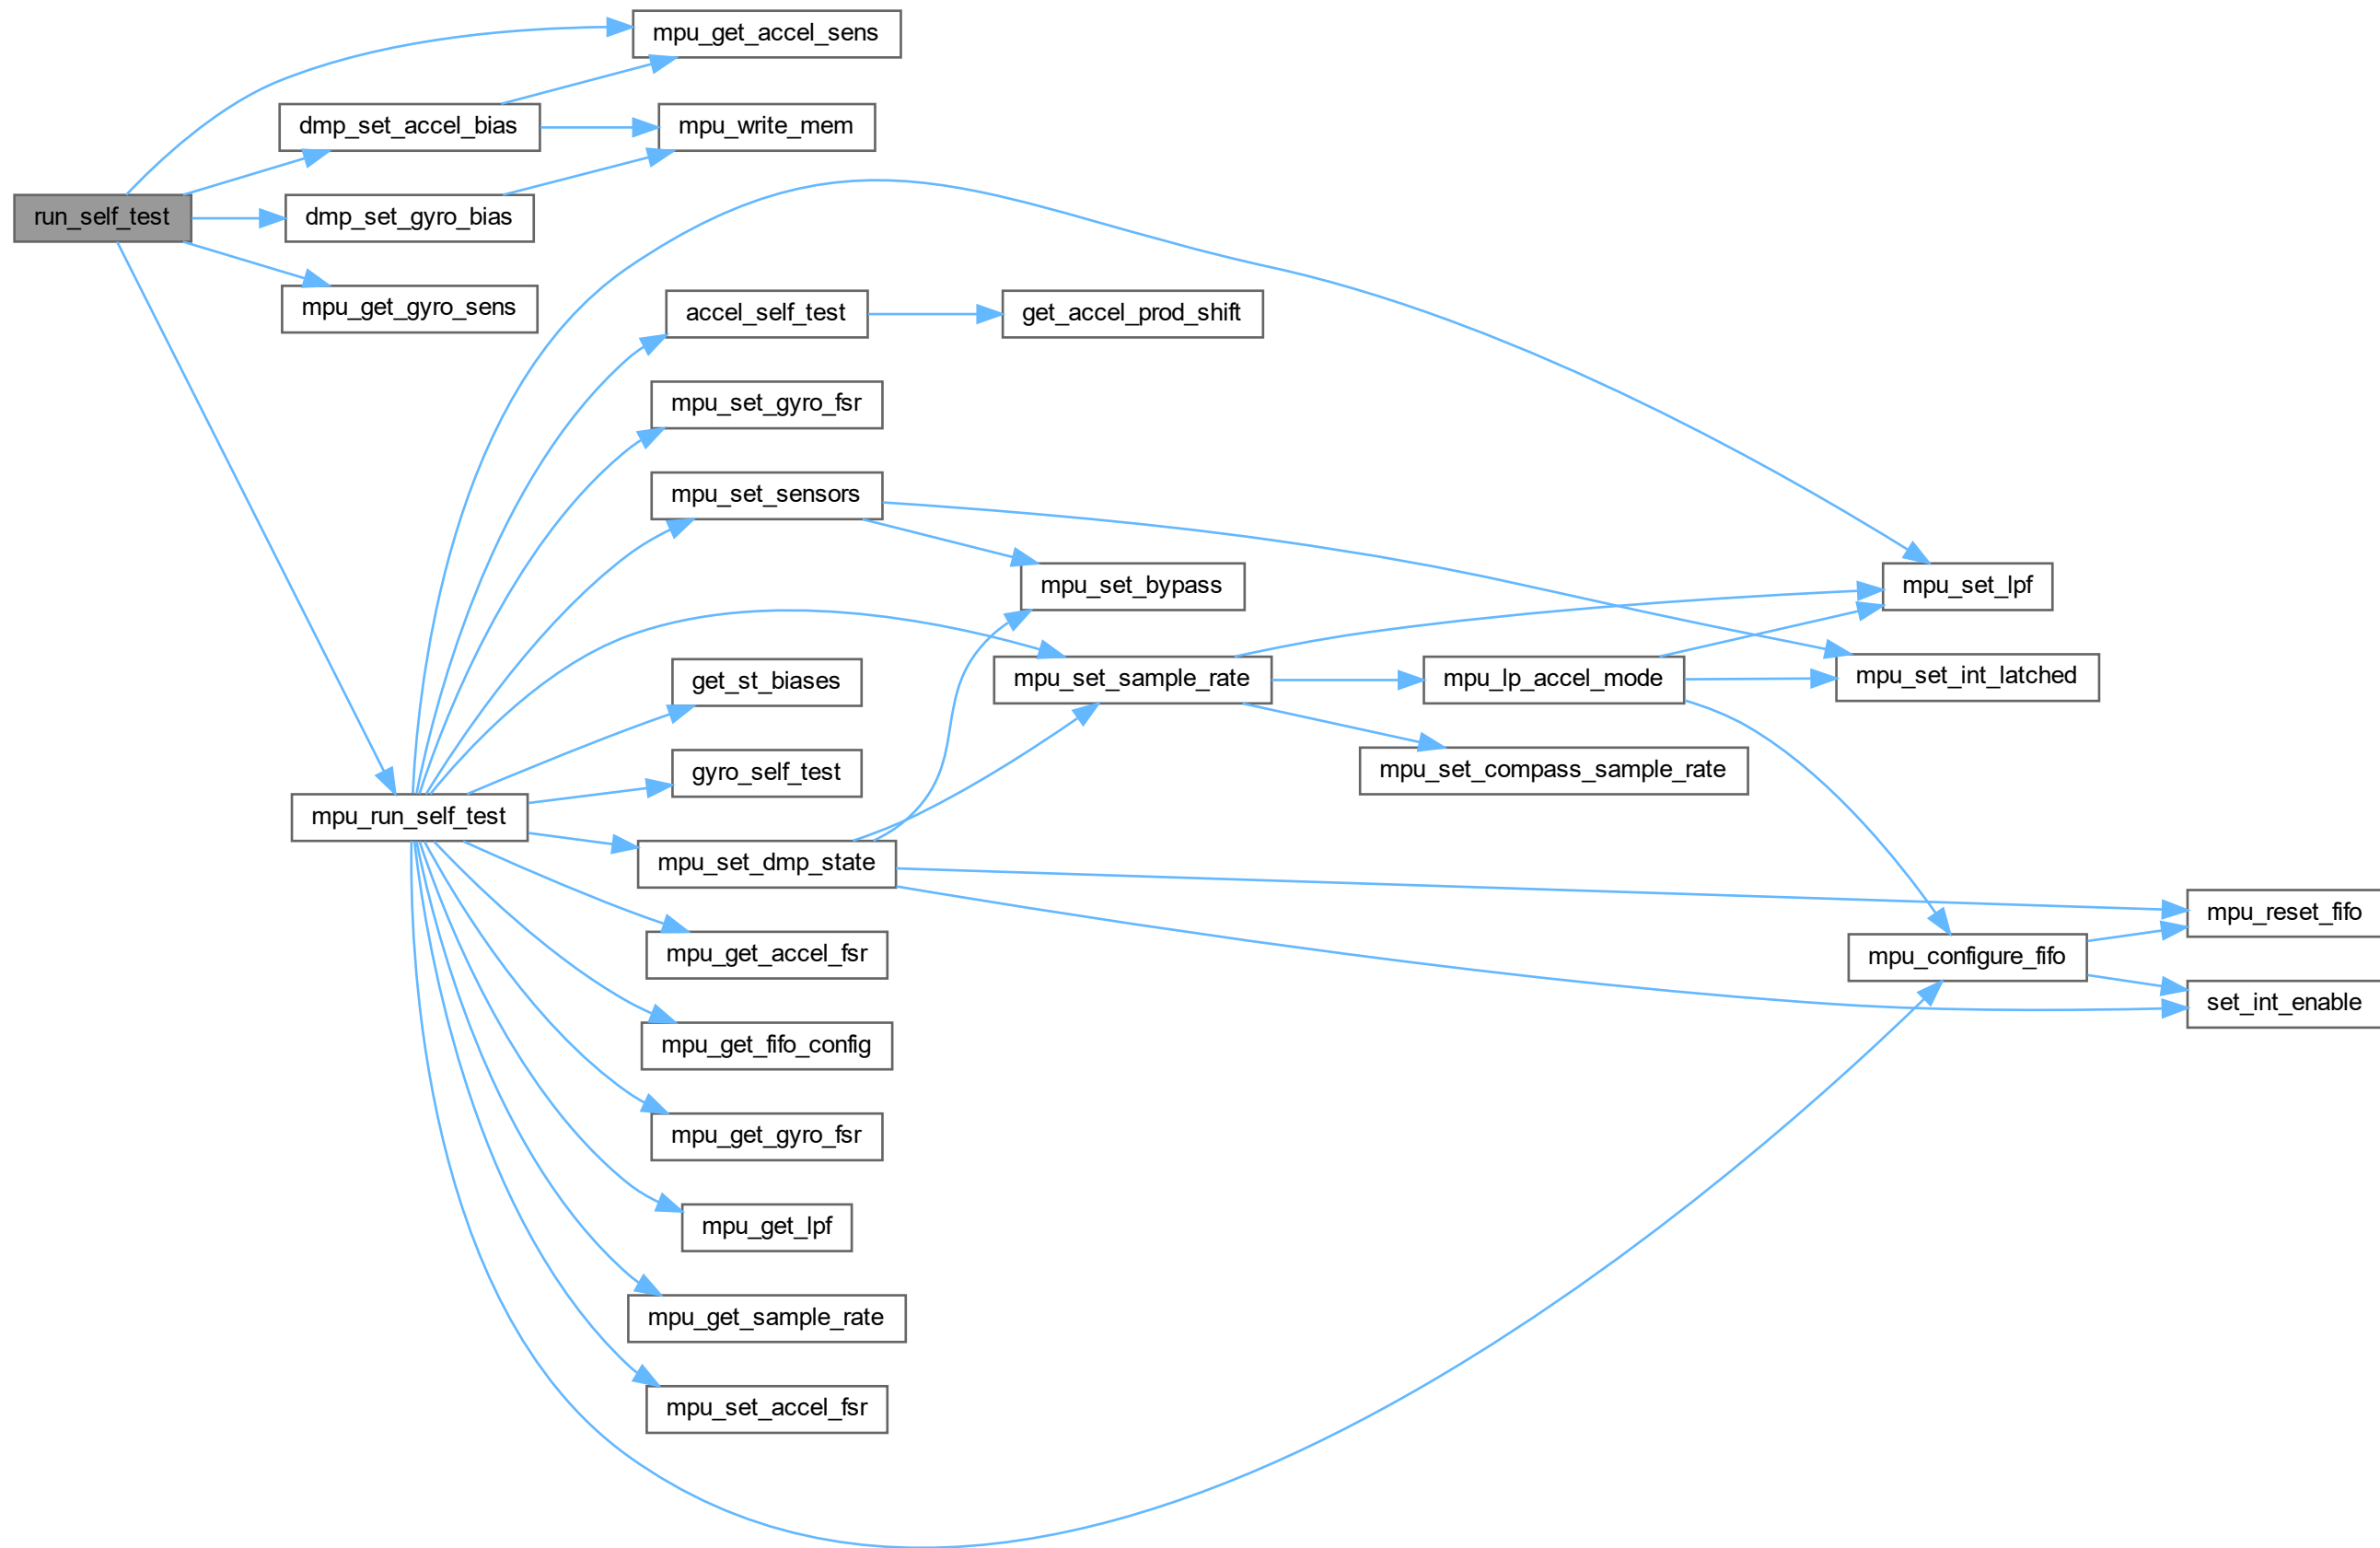 run_self_test
mpu_get_accel_sens
dmp_set_accel_bias
mpu_write_mem
dmp_set_gyro_bias
mpu_get_gyro_sens
mpu_run_self_test
accel_self_test
get_accel_prod_shift
mpu_set_gyro_fsr
mpu_set_sensors
mpu_set_bypass
mpu_set_lpf
get_st_biases
mpu_set_sample_rate
mpu_lp_accel_mode
mpu_set_int_latched
gyro_self_test
mpu_set_compass_sample_rate
mpu_set_dmp_state
mpu_reset_fifo
mpu_get_accel_fsr
mpu_configure_fifo
set_int_enable
mpu_get_fifo_config
mpu_get_gyro_fsr
mpu_get_lpf
mpu_get_sample_rate
mpu_set_accel_fsr